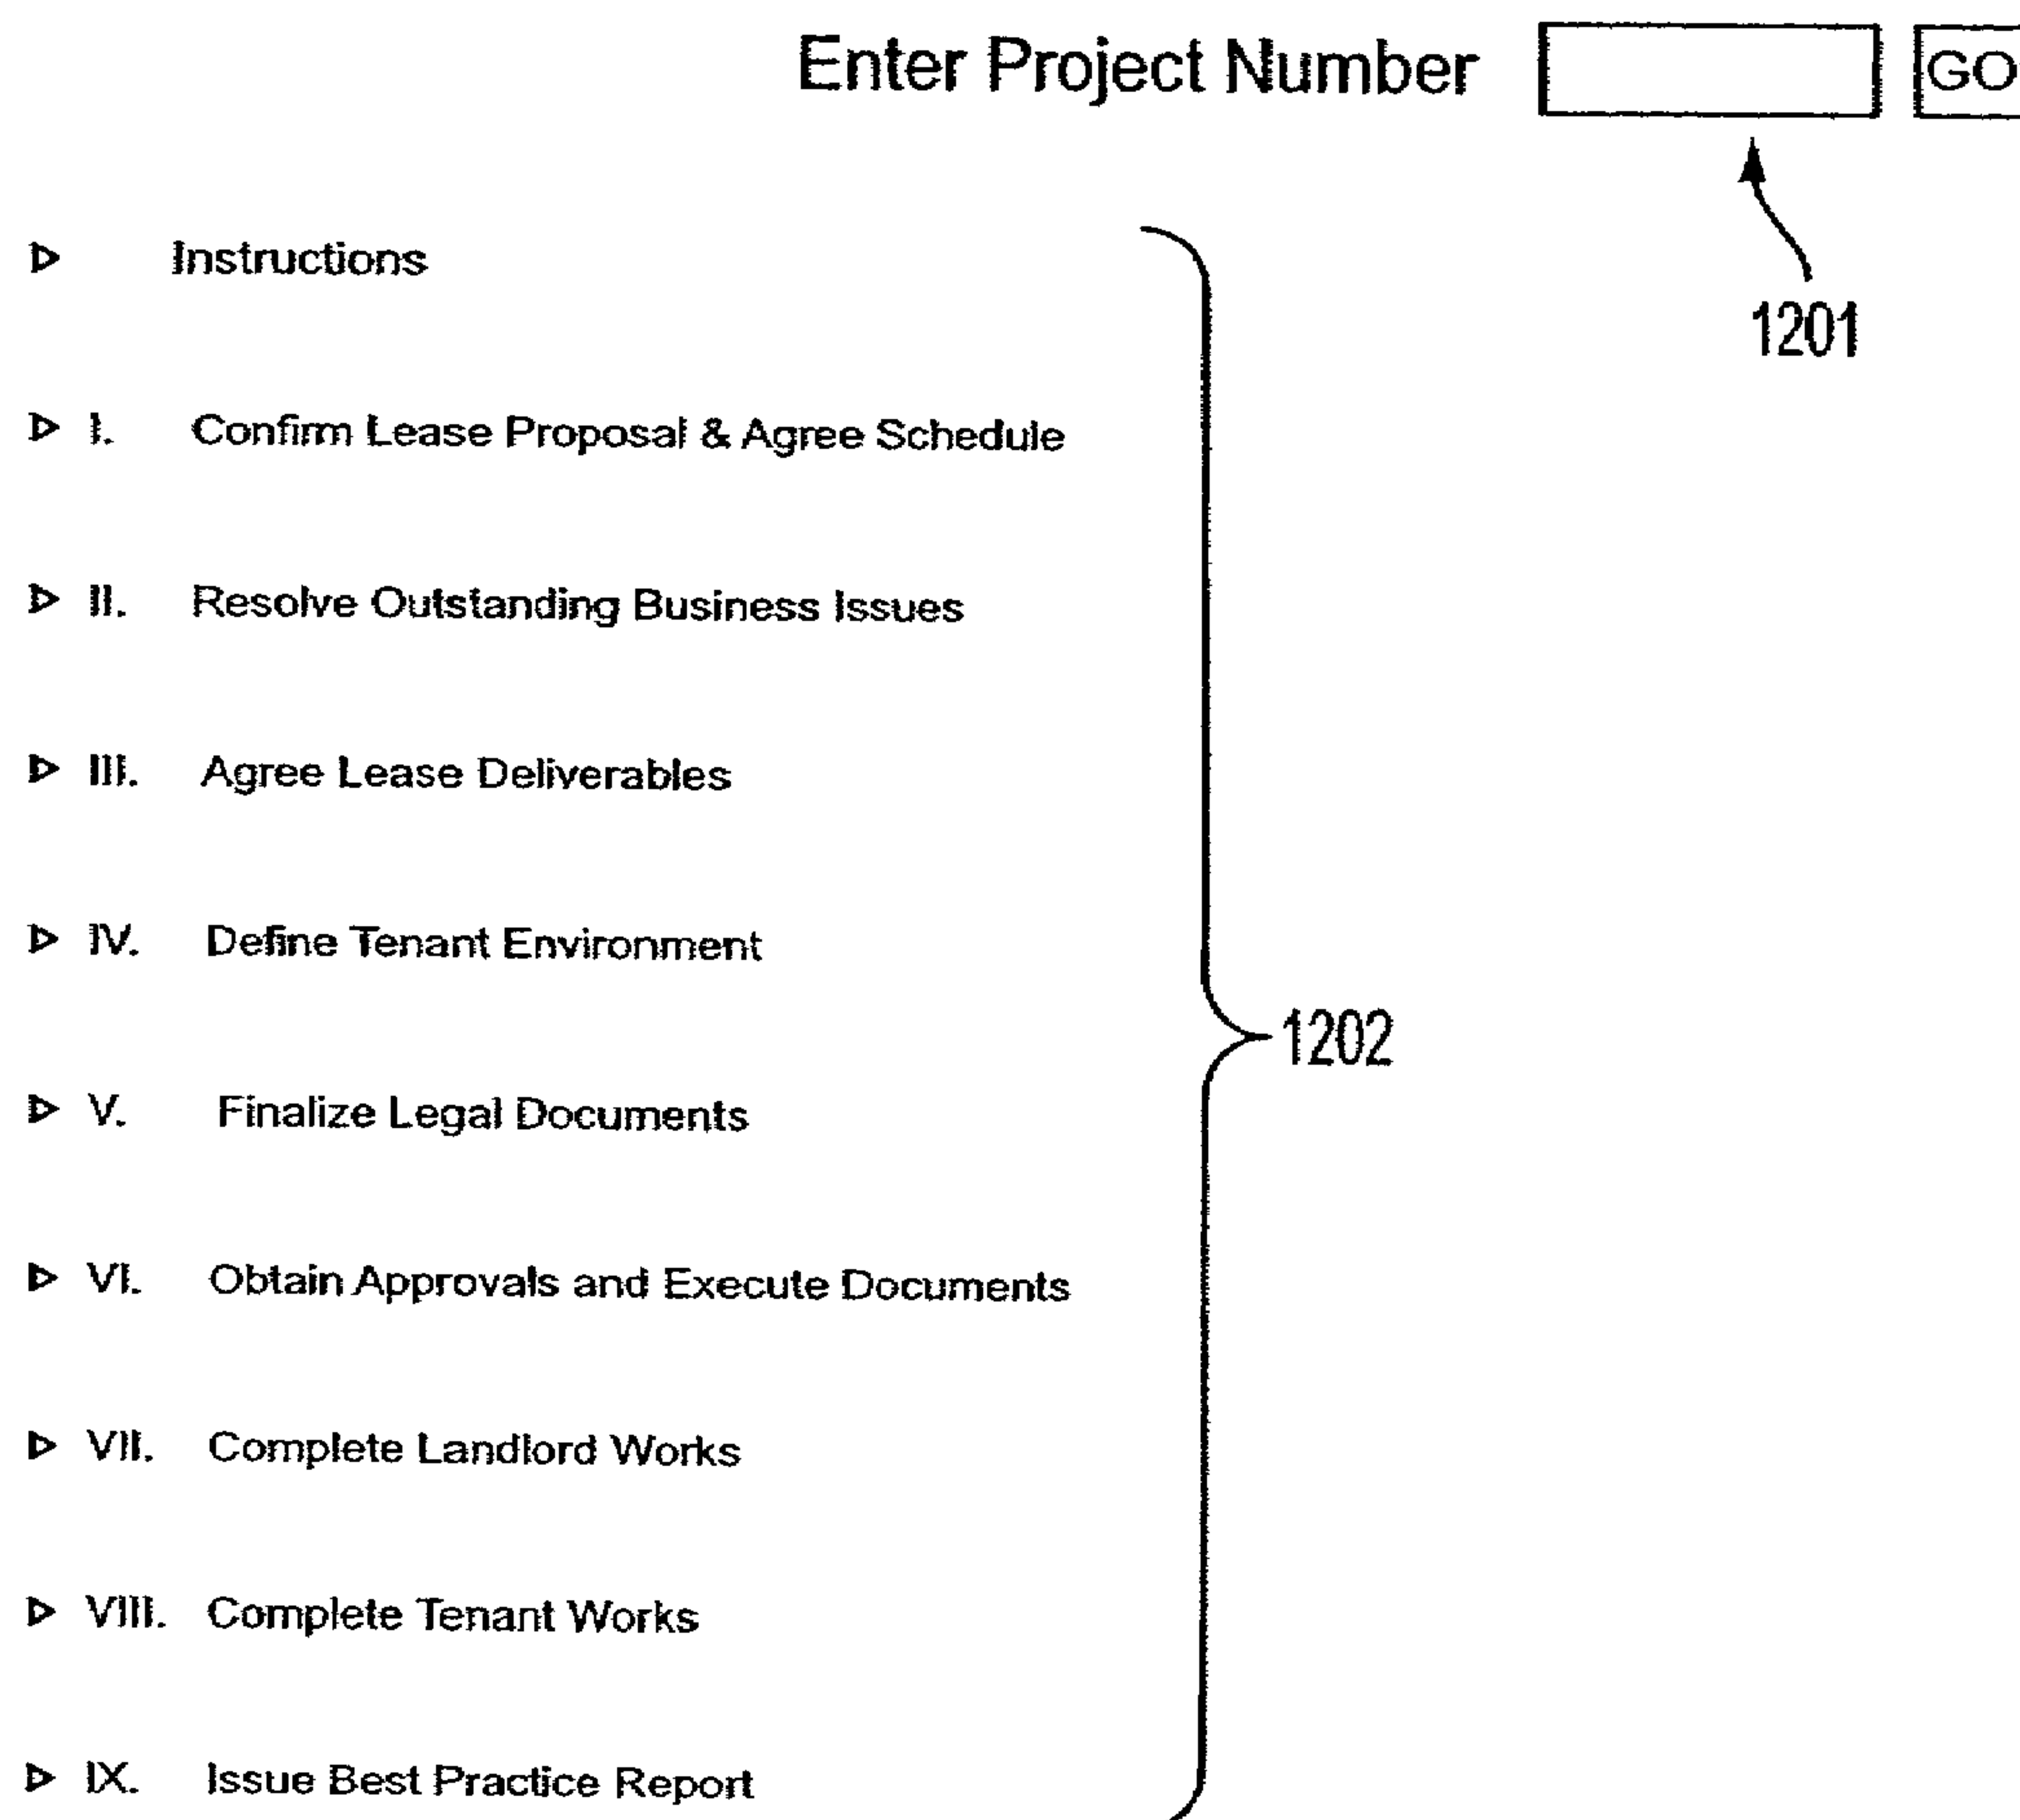 Enter Project Number GO
1201
Instructions
I. Confirm Lease Proposal & Agree Schedule
II. Resolve Outstanding Business Issues
III. Agree Lease Deliverables
IV. Define Tenant Environment
1202
V. Finalize Legal Documents
VI. Obtain Approvals and Execute Documents
VII. Complete Landlord Works
VIII. Complete Tenant Works
IX. Issue Best Practice Report